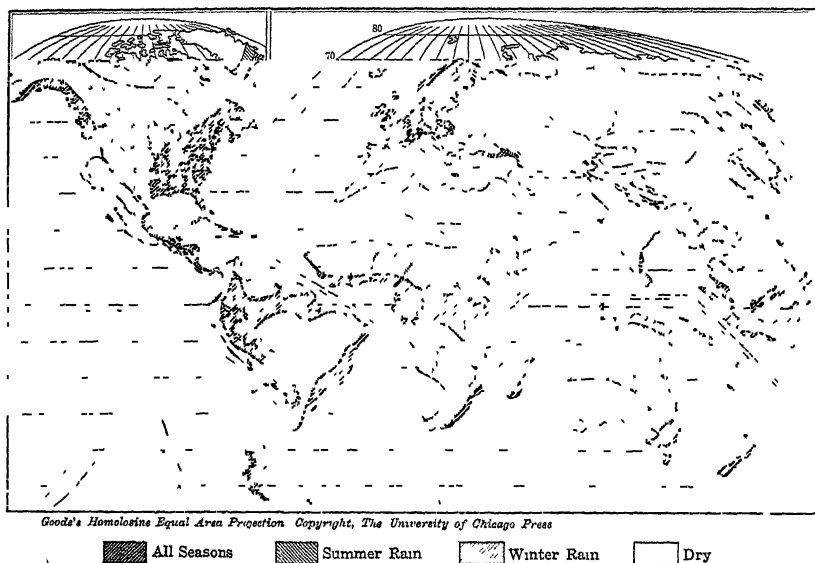 80
70
Goode's Homolosine Equal Area Projection Copyright, The University of Chicago Press
All Seasons Summer Rain Winter Rain Dry